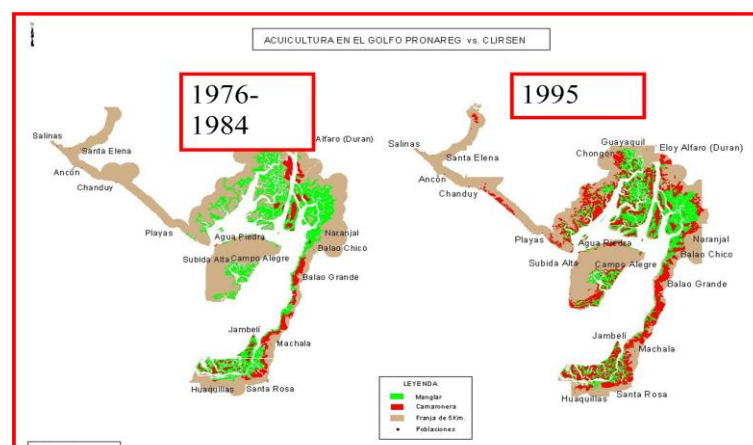 ACUICULTURA EN EL GOLFO PRONAREG vs. CLIRSEN
1976-
1984
Salinas
Santa Elena
Ancón
Chanduy
Playas
Alfaro (Duran)
Agua Piedra
Subida Alta
Campo Alegre
Naranjal
Balao Chico
Balao Grande
Jambelí
Machala
Huaquillas
Santa Rosa
1995
Salinas
Santa Elena
Ancón
Chanduy
Playas
Guayaquil
Chongón
Eloy Alfaro (Duran)
Agua Piedra
Subida Alta
Campo Alegre
Naranjal
Balao Chico
Balao Grande
Jambelí
Machala
Huaquillas
Santa Rosa
LEYENDA
Manglar
Camaronera
Franja de 5Km.
Poblaciones